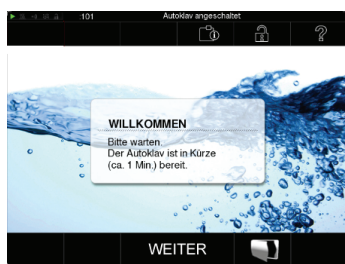 :101 Autoklav angeschaltet
WILLKOMMEN
Bitte warten.
Der Autoklav ist in Kürze
(ca. 1 Min.) bereit.
WEITER